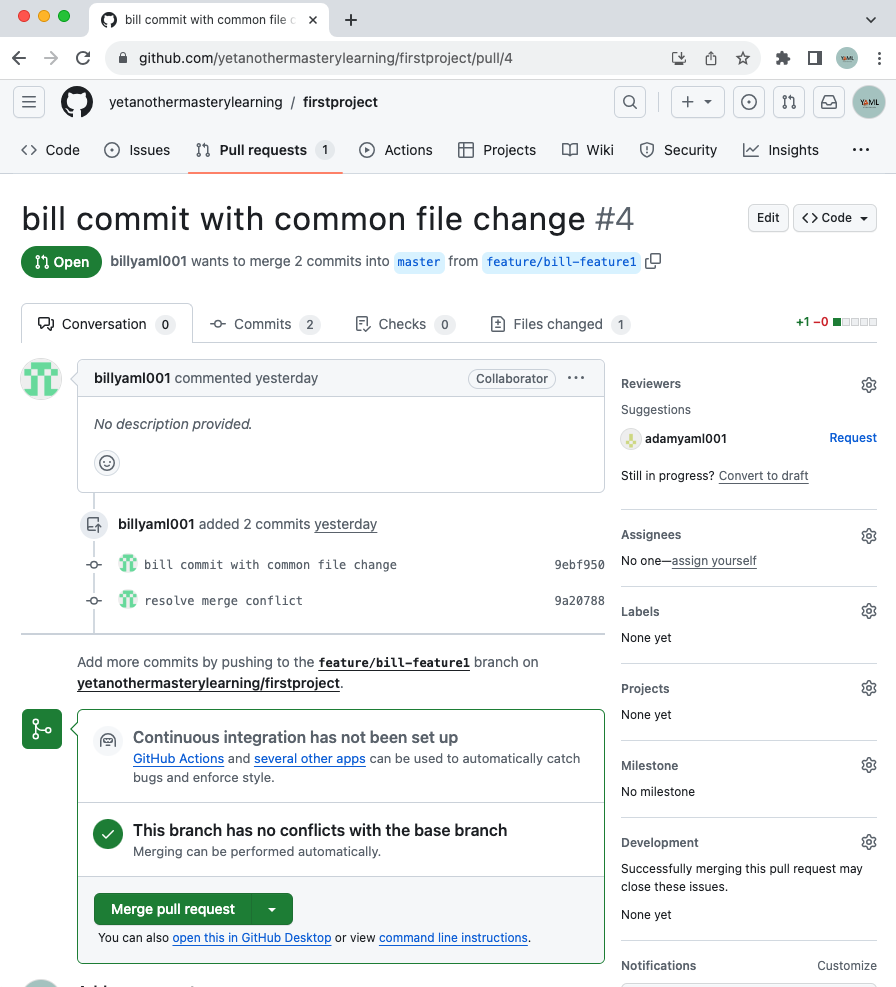 bill commit with common file c
github.com/yetanothermasterylearning/firstproject/pull/4
yetanothermasterylearning / firstproject
YAML
Code Issues Pull requests 1 Actions Projects Wiki Security Insights
bill commit with common file change #4
Edit
Code
Open
billyaml001 wants to merge 2 commits into master from feature/bill-feature1
Conversation 0
Commits 2
Checks 0
Files changed 1
+1 −0
billyaml001 commented yesterday
Collaborator
No description provided.
billyaml001 added 2 commits yesterday
bill commit with common file change 9ebf950
resolve merge conflict 9a20788
Add more commits by pushing to the feature/bill-feature1 branch on
yetanothermasterylearning/firstproject.
Continuous integration has not been set up
GitHub Actions and several other apps can be used to automatically catch
bugs and enforce style.
This branch has no conflicts with the base branch
Merging can be performed automatically.
Merge pull request
You can also open this in GitHub Desktop or view command line instructions.
Reviewers
Suggestions
adamyaml001 Request
Still in progress? Convert to draft
Assignees
No one—assign yourself
Labels
None yet
Projects
None yet
Milestone
No milestone
Development
Successfully merging this pull request may
close these issues.
None yet
Notifications Customize